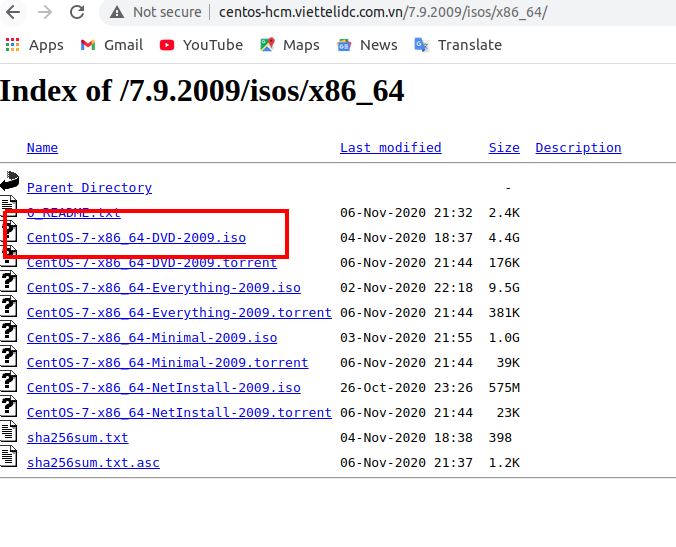 Not secure | centos-hcm.viettelidc.com.vn/7.9.2009/isos/x86_64/
Apps Gmail YouTube Maps News Translate
Index of /7.9.2009/isos/x86_64
Name Last modified Size Description
Parent Directory -
0_README.txt 06-Nov-2020 21:32 2.4K
CentOS-7-x86_64-DVD-2009.iso 04-Nov-2020 18:37 4.4G
CentOS-7-x86_64-DVD-2009.torrent 06-Nov-2020 21:44 176K
CentOS-7-x86_64-Everything-2009.iso 02-Nov-2020 22:18 9.5G
CentOS-7-x86_64-Everything-2009.torrent 06-Nov-2020 21:44 381K
CentOS-7-x86_64-Minimal-2009.iso 03-Nov-2020 21:55 1.0G
CentOS-7-x86_64-Minimal-2009.torrent 06-Nov-2020 21:44 39K
CentOS-7-x86_64-NetInstall-2009.iso 26-Oct-2020 23:26 575M
CentOS-7-x86_64-NetInstall-2009.torrent 06-Nov-2020 21:44 23K
sha256sum.txt 04-Nov-2020 18:38 398
sha256sum.txt.asc 06-Nov-2020 21:37 1.2K